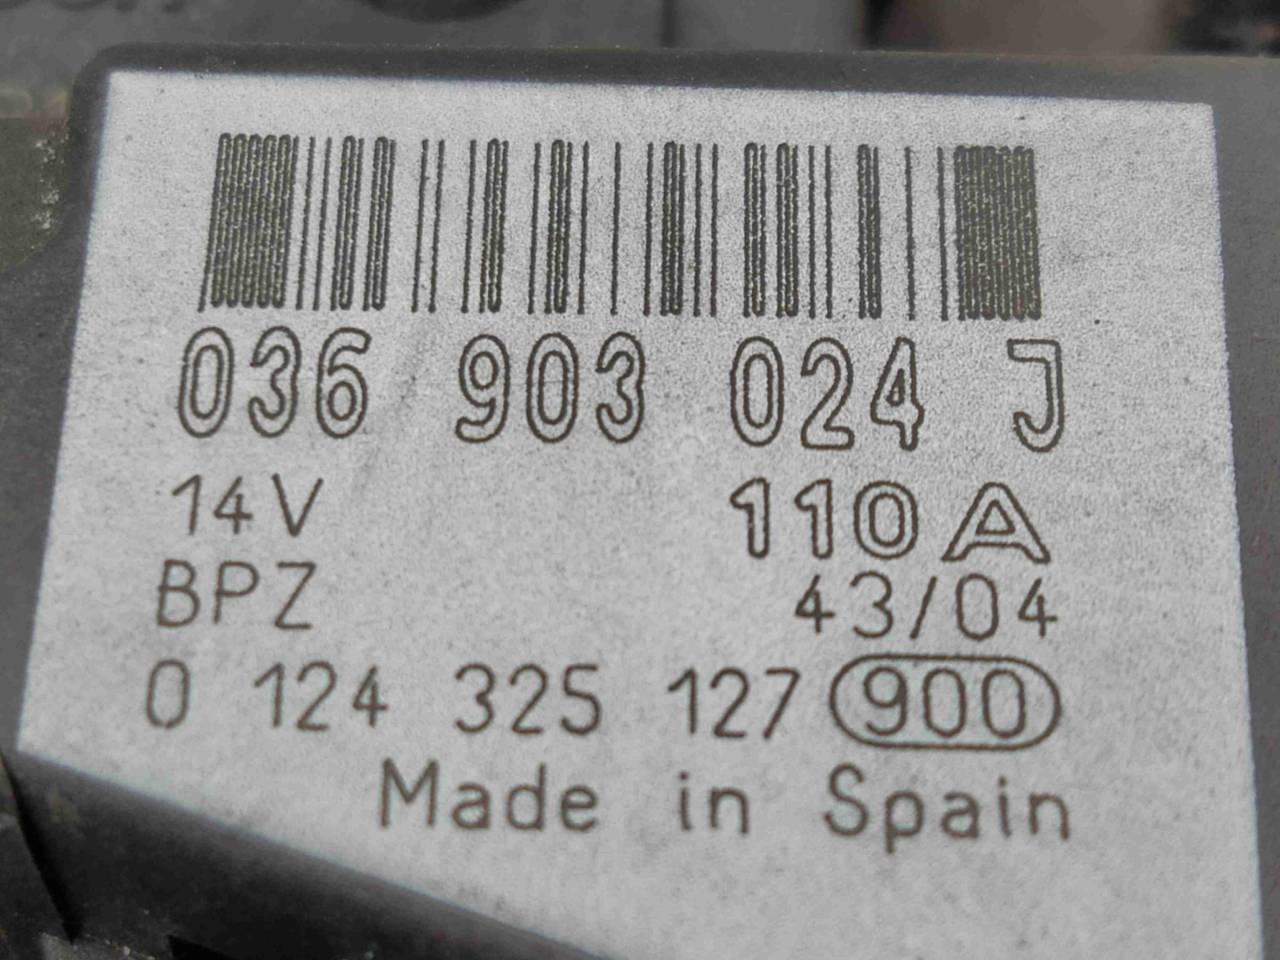 036 903 024 J
14V 110A
BPZ 43/04
0 124 325 127 900
Made in Spain